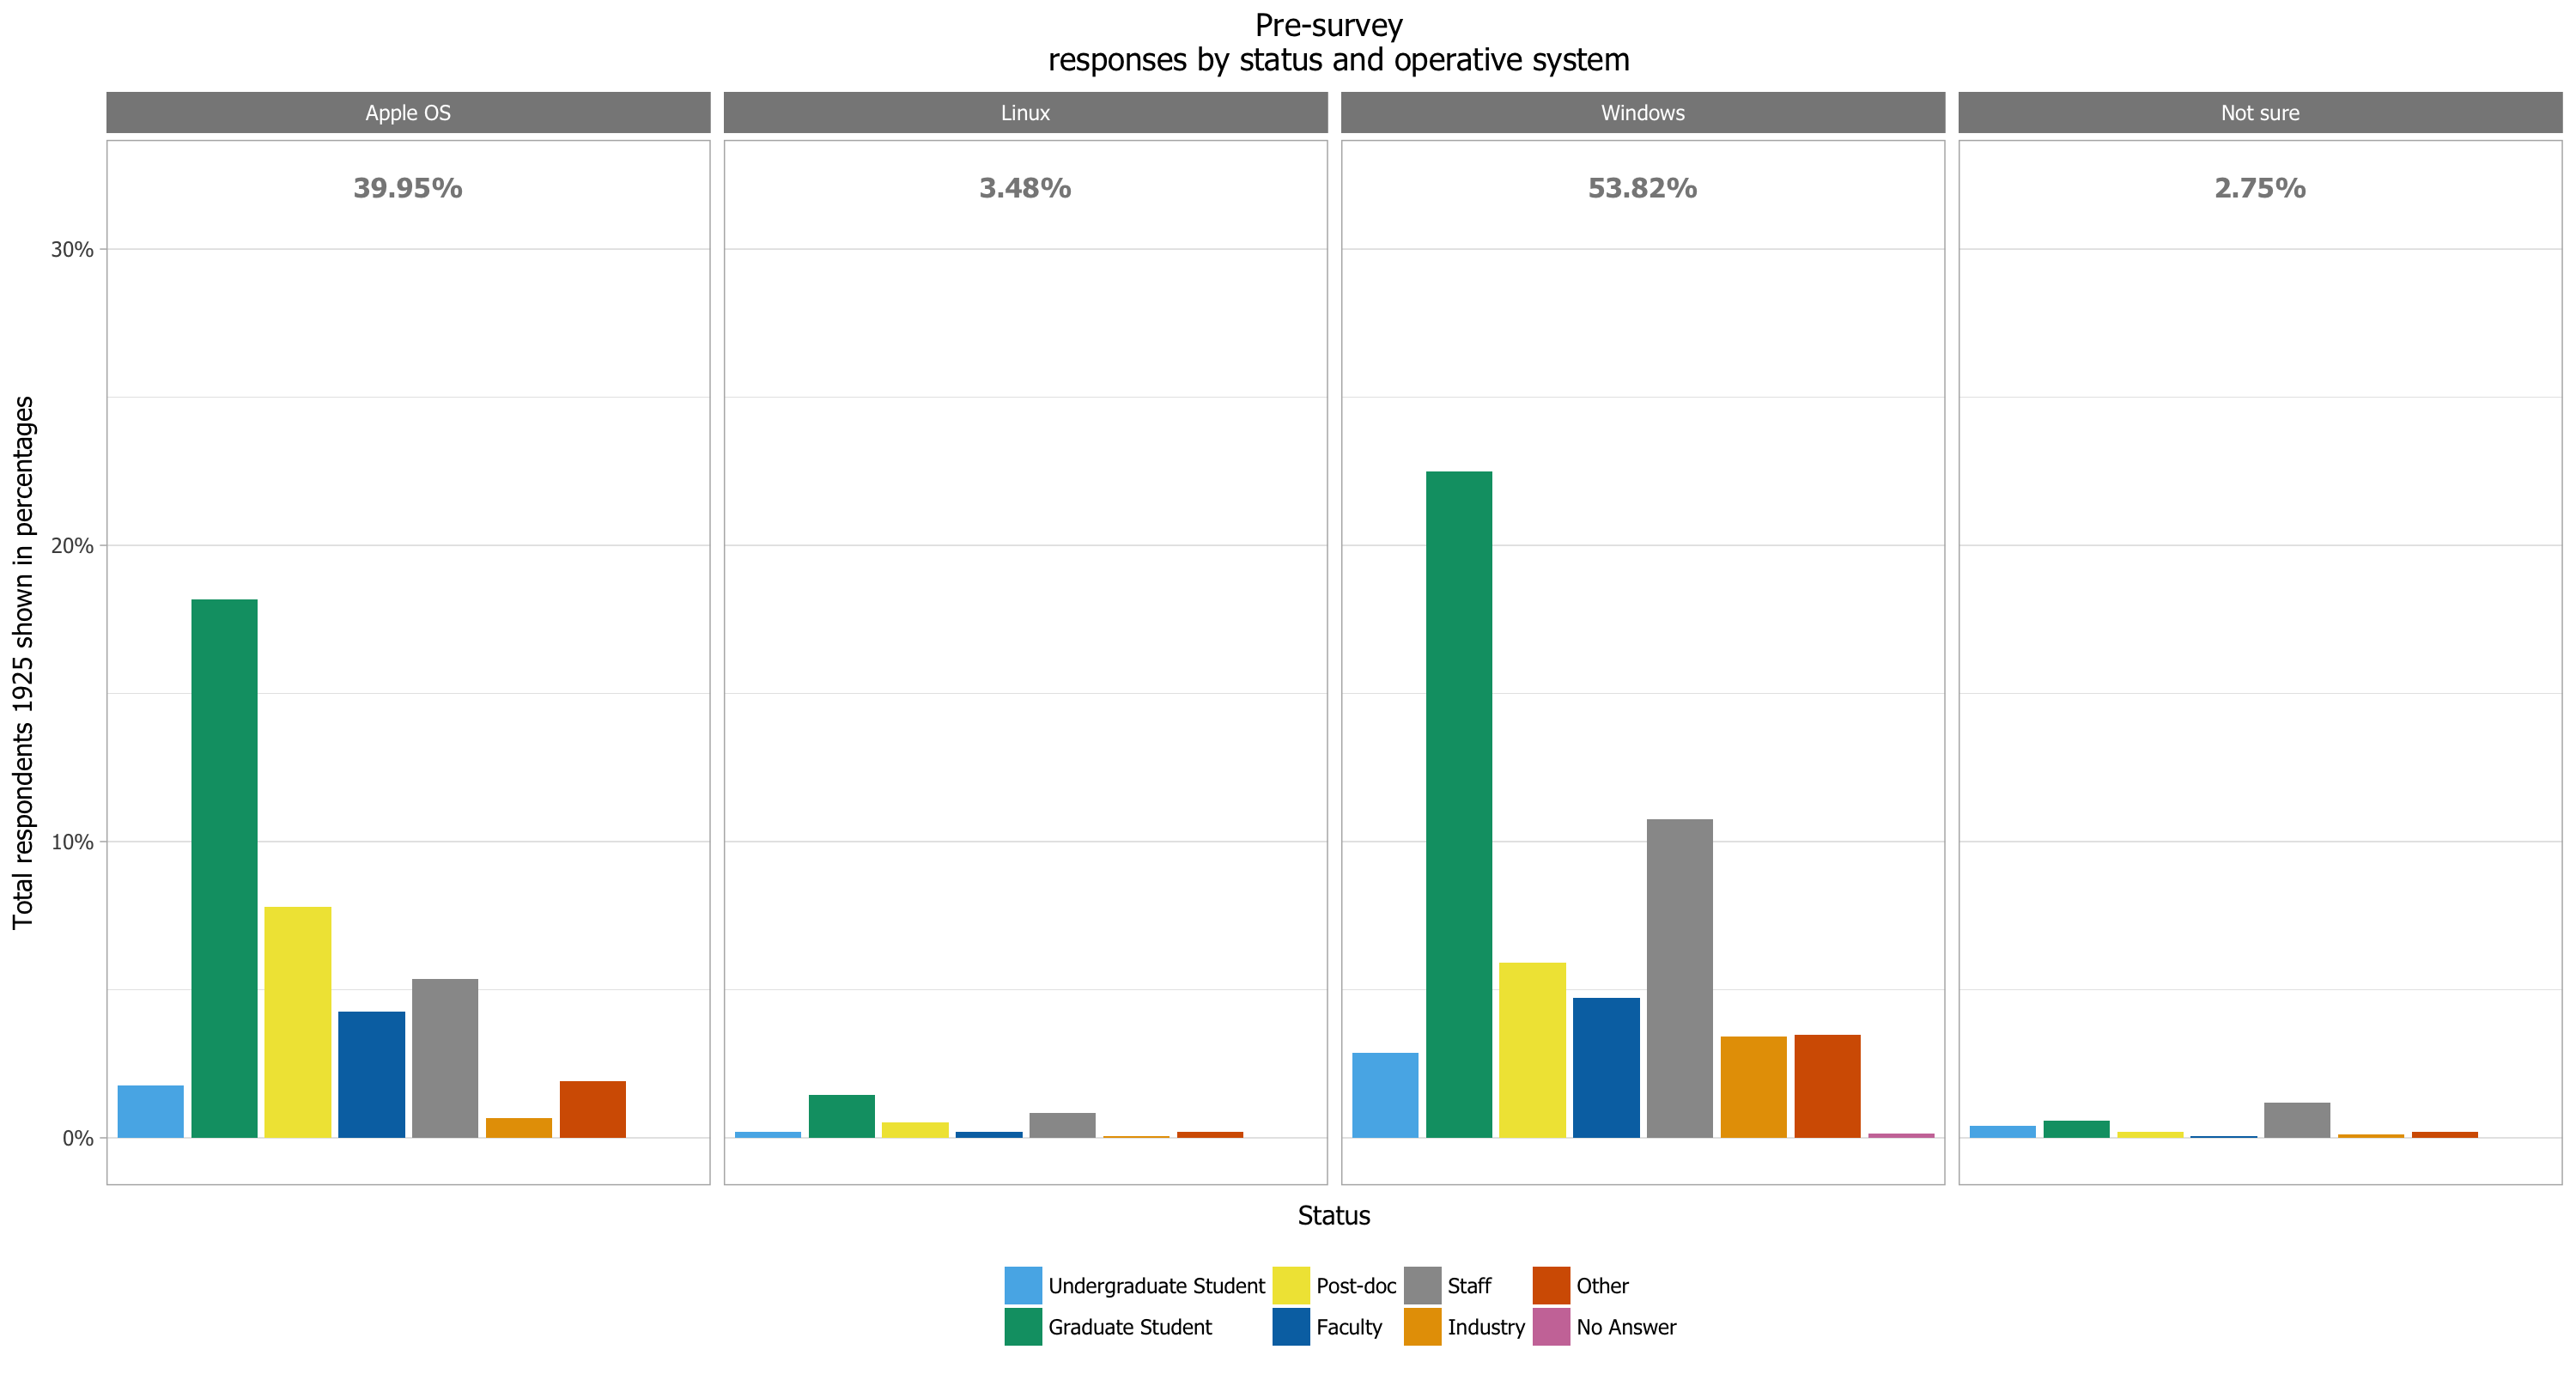 Pre-survey
responses by status and operative system
Apple OS
Linux
Windows
Not sure
39.95%
3.48%
53.82%
2.75%
30%
20%
10%
0%
Total respondents 1925 shown in percentages
Status
Undergraduate Student
Post-doc
Staff
Other
Graduate Student
Faculty
Industry
No Answer